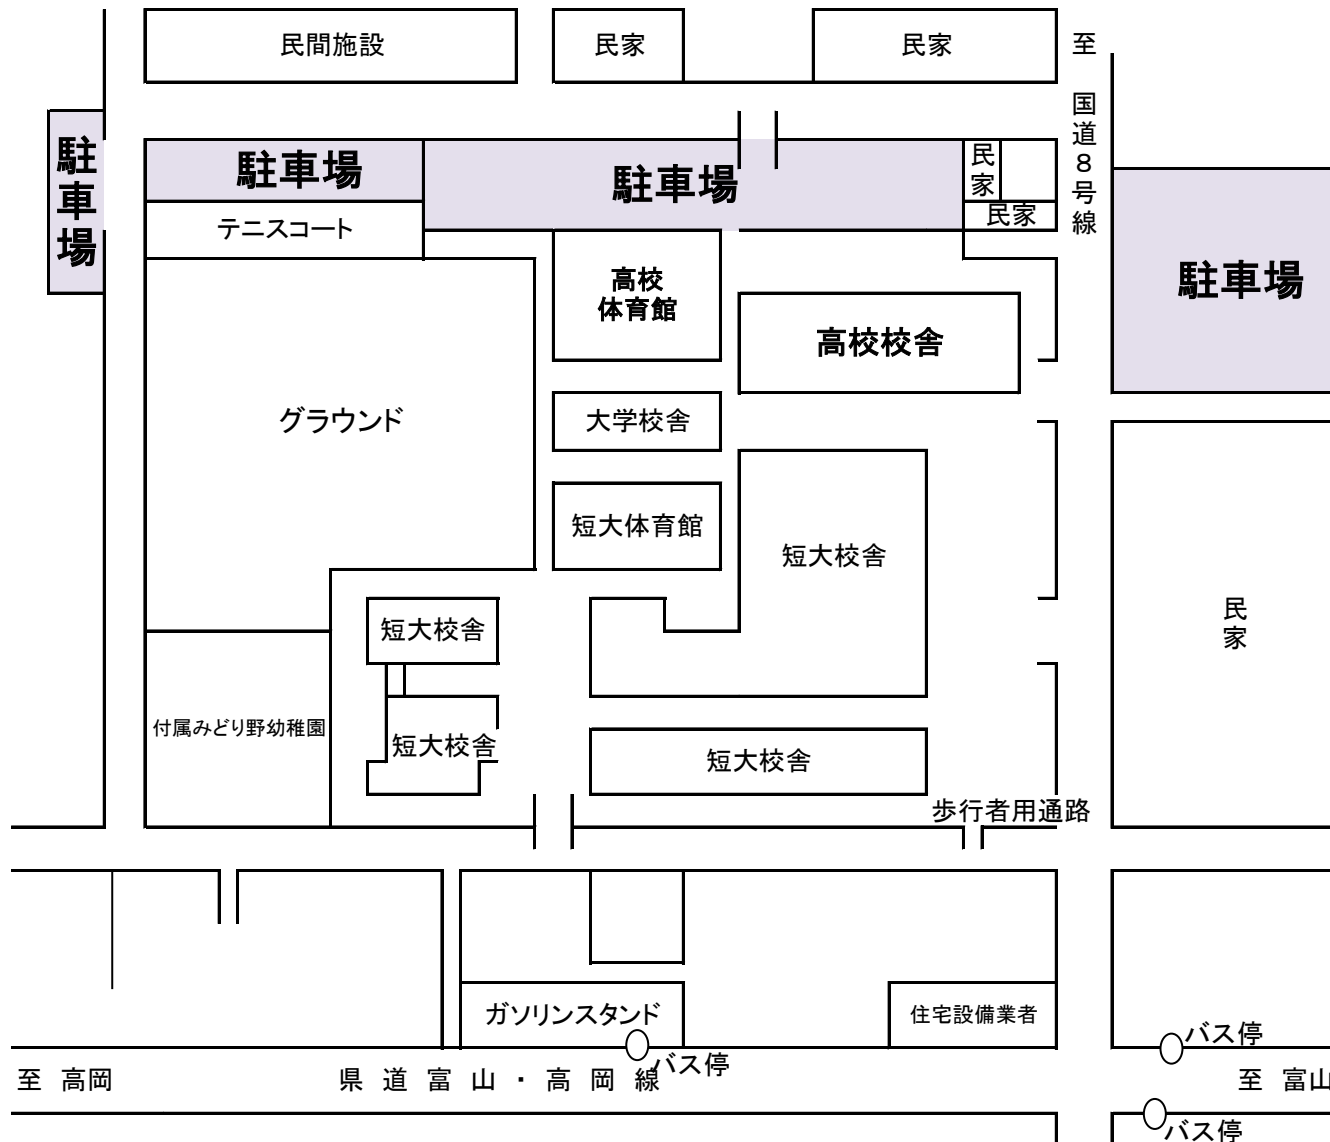 民間施設
民家
民家
至 国道8号線
駐車場
駐車場
駐車場
民家
民家
テニスコート
高校
体育館
高校校舎
駐車場
グラウンド
大学校舎
短大体育館
短大校舎
民家
短大校舎
付属みどり野幼稚園
短大校舎
短大校舎
歩行者用通路
ガソリンスタンド
住宅設備業者
バス停
バス停
至 高岡
県道富山・高岡線
至 富山
バス停